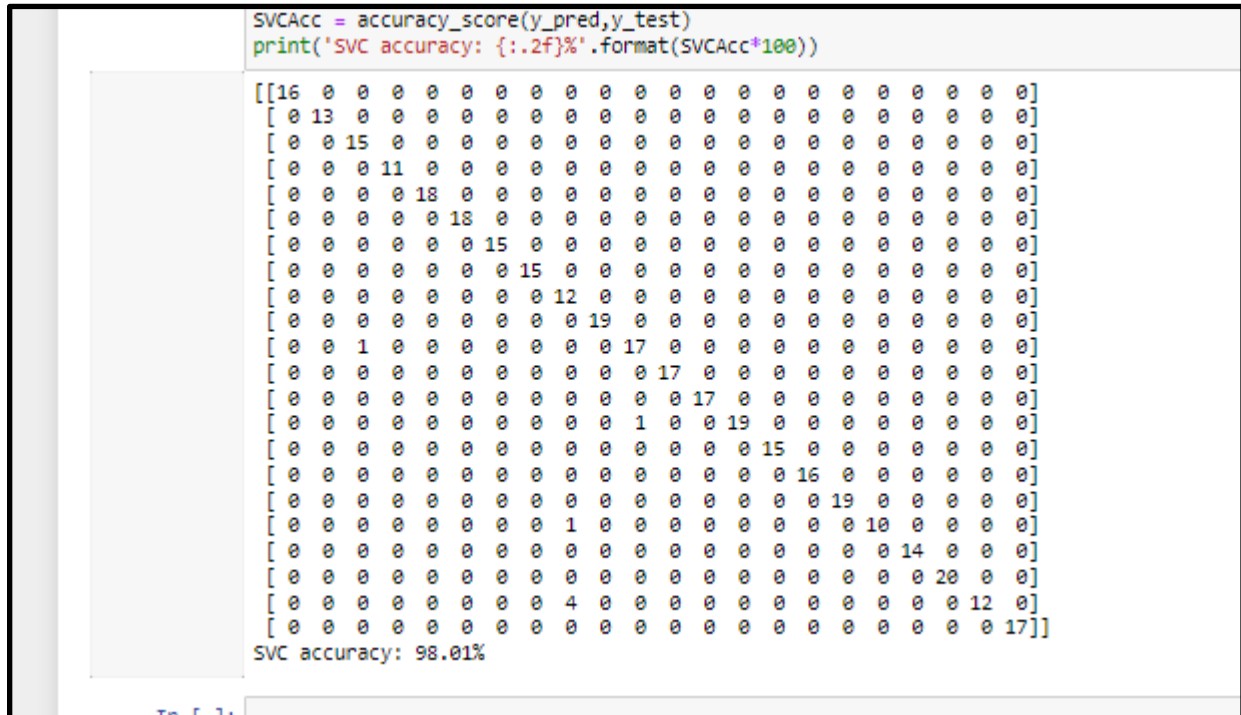 SVCAcc = accuracy_score(y_pred,y_test)
print('SVC accuracy: {:.2f}%'.format(SVCAcc*100))
[[16  0  0  0  0  0  0  0  0  0  0  0  0  0  0  0  0  0  0  0  0  0]
 [ 0 13  0  0  0  0  0  0  0  0  0  0  0  0  0  0  0  0  0  0  0  0]
 [ 0  0 15  0  0  0  0  0  0  0  0  0  0  0  0  0  0  0  0  0  0  0]
 [ 0  0  0 11  0  0  0  0  0  0  0  0  0  0  0  0  0  0  0  0  0  0]
 [ 0  0  0  0 18  0  0  0  0  0  0  0  0  0  0  0  0  0  0  0  0  0]
 [ 0  0  0  0  0 18  0  0  0  0  0  0  0  0  0  0  0  0  0  0  0  0]
 [ 0  0  0  0  0  0 15  0  0  0  0  0  0  0  0  0  0  0  0  0  0  0]
 [ 0  0  0  0  0  0  0 15  0  0  0  0  0  0  0  0  0  0  0  0  0  0]
 [ 0  0  0  0  0  0  0  0 12  0  0  0  0  0  0  0  0  0  0  0  0  0]
 [ 0  0  0  0  0  0  0  0  0 19  0  0  0  0  0  0  0  0  0  0  0  0]
 [ 0  0  1  0  0  0  0  0  0  0 17  0  0  0  0  0  0  0  0  0  0  0]
 [ 0  0  0  0  0  0  0  0  0  0  0 17  0  0  0  0  0  0  0  0  0  0]
 [ 0  0  0  0  0  0  0  0  0  0  0  0 17  0  0  0  0  0  0  0  0  0]
 [ 0  0  0  0  0  0  0  0  0  0  1  0  0 19  0  0  0  0  0  0  0  0]
 [ 0  0  0  0  0  0  0  0  0  0  0  0  0  0 15  0  0  0  0  0  0  0]
 [ 0  0  0  0  0  0  0  0  0  0  0  0  0  0  0 16  0  0  0  0  0  0]
 [ 0  0  0  0  0  0  0  0  0  0  0  0  0  0  0  0 19  0  0  0  0  0]
 [ 0  0  0  0  0  0  0  0  1  0  0  0  0  0  0  0  0 10  0  0  0  0]
 [ 0  0  0  0  0  0  0  0  0  0  0  0  0  0  0  0  0  0 14  0  0  0]
 [ 0  0  0  0  0  0  0  0  0  0  0  0  0  0  0  0  0  0  0 20  0  0]
 [ 0  0  0  0  0  0  0  0  4  0  0  0  0  0  0  0  0  0  0  0 12  0]
 [ 0  0  0  0  0  0  0  0  0  0  0  0  0  0  0  0  0  0  0  0  0 17]]
SVC accuracy: 98.01%
In [ ]: